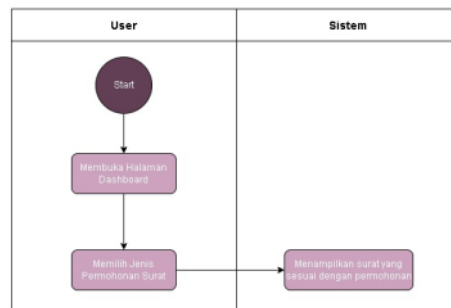 User
Sistem
Start
Membuka Halaman
Dashboard
Memilih Jenis
Permohonan Surat
Menampilkan surat yang
sesuai dengan permohonan